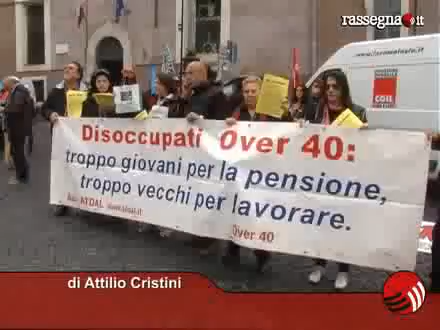 rassegna.it
CGIL
Disoccupati Over 40:
troppo giovani per la pensione,
troppo vecchi per lavorare.
ATDAL
Over 40
di Attilio Cristini